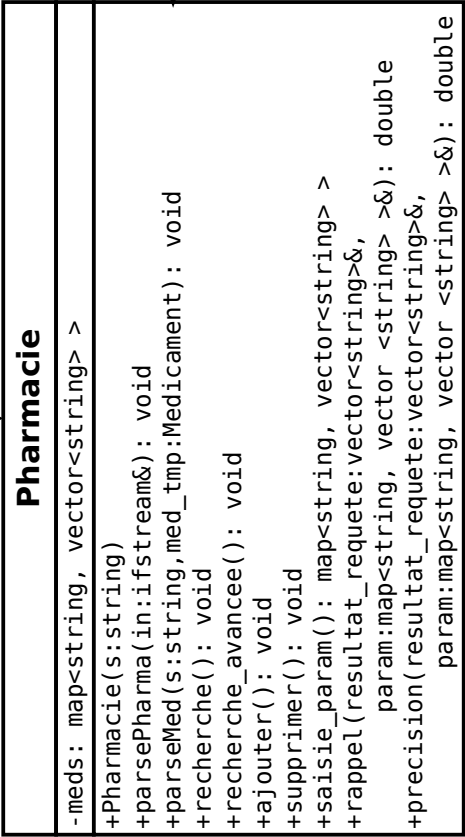 Pharmacie
-meds: map<string, vector<string> >
+Pharmacie(s:string)
+parsePharma(in:ifstream&): void
+parseMed(s:string,med_tmp:Medicament): void
+recherche(): void
+recherche_avancee(): void
+ajouter(): void
+supprimer(): void
+saisie_param(): map<string, vector<string> >
+rappel(resultat_requete:vector<string>&,
param:map<string, vector <string> >&): double
+precision(resultat_requete:vector<string>&,
param:map<string, vector <string> >&): double